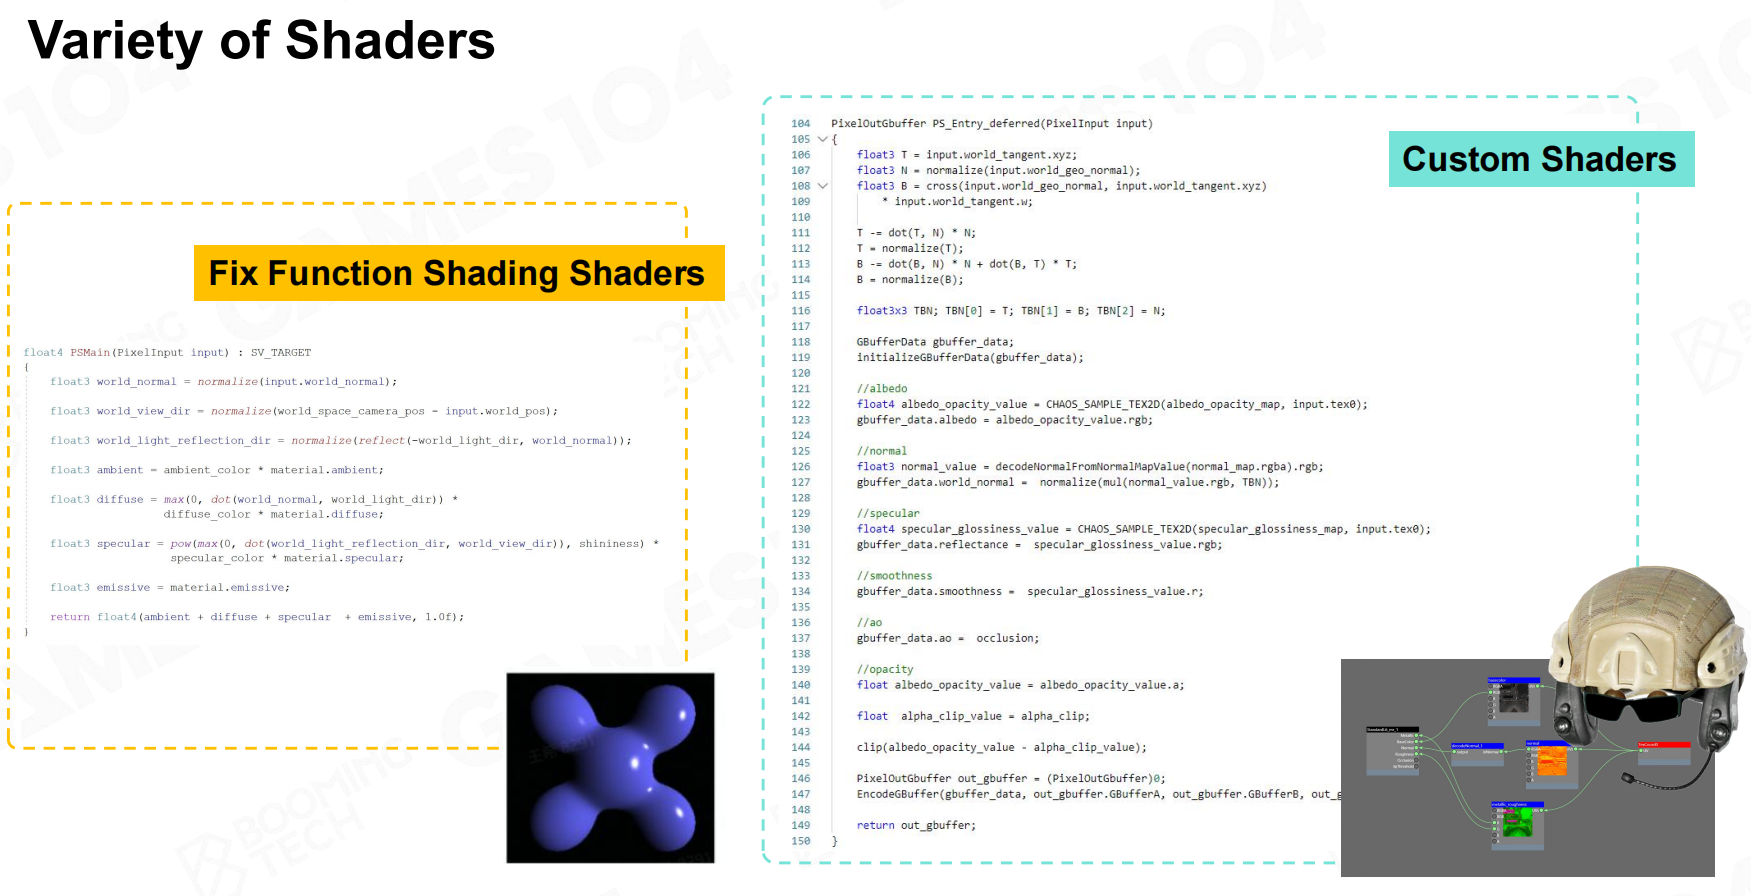 Variety of Shaders
Fix Function Shading Shaders
float4 PSMain(PixelInput input) : SV_TARGET
{
float3 world_normal = normalize(input.world_normal);
float3 world_view_dir = normalize(world_space_camera_pos - input.world_pos);
float3 world_light_reflection_dir = normalize(reflect(-world_light_dir, world_normal));
float3 ambient = ambient_color * material.ambient;
float3 diffuse = max(0, dot(world_normal, world_light_dir)) *
diffuse_color * material.diffuse;
float3 specular = pow(max(0, dot(world_light_reflection_dir, world_view_dir)), shininess) *
specular_color * material.specular;
float3 emissive = material.emissive;
return float4(ambient + diffuse + specular + emissive, 1.0f);
}
Custom Shaders
104 PixelOutGbuffer PS_Entry_deferred(PixelInput input)
105 {
106 float3 T = input.world_tangent.xyz;
107 float3 N = normalize(input.world_geo_normal);
108 float3 B = cross(input.world_geo_normal, input.world_tangent.xyz)
109 * input.world_tangent.w;
110
111 T -= dot(T, N) * N;
112 T = normalize(T);
113 B -= dot(B, N) * N + dot(B, T) * T;
114 B = normalize(B);
115
116 float3x3 TBN; TBN[0] = T; TBN[1] = B; TBN[2] = N;
117
118 GBufferData gbuffer_data;
119 initializeGBufferData(gbuffer_data);
120
121 //albedo
122 float4 albedo_opacity_value = CHAOS_SAMPLE_TEX2D(albedo_opacity_map, input.tex0);
123 gbuffer_data.albedo = albedo_opacity_value.rgb;
124
125 //normal
126 float3 normal_value = decodeNormalFromNormalMapValue(normal_map.rgba).rgb;
127 gbuffer_data.world_normal = normalize(mul(normal_value.rgb, TBN));
128
129 //specular
130 float4 specular_glossiness_value = CHAOS_SAMPLE_TEX2D(specular_glossiness_map, input.tex0);
131 gbuffer_data.reflectance = specular_glossiness_value.rgb;
132
133 //smoothness
134 gbuffer_data.smoothness = specular_glossiness_value.r;
135
136 //ao
137 gbuffer_data.ao = occlusion;
138
139 //opacity
140 float albedo_opacity_value = albedo_opacity_value.a;
141
142 float alpha_clip_value = alpha_clip;
143
144 clip(albedo_opacity_value - alpha_clip_value);
145
146 PixelOutGbuffer out_gbuffer = (PixelOutGbuffer)0;
147 EncodeGBuffer(gbuffer_data, out_gbuffer.GBufferA, out_gbuffer.GBufferB, out_g
148
149 return out_gbuffer;
150 }
GAMES 104
BOOMING
TECH